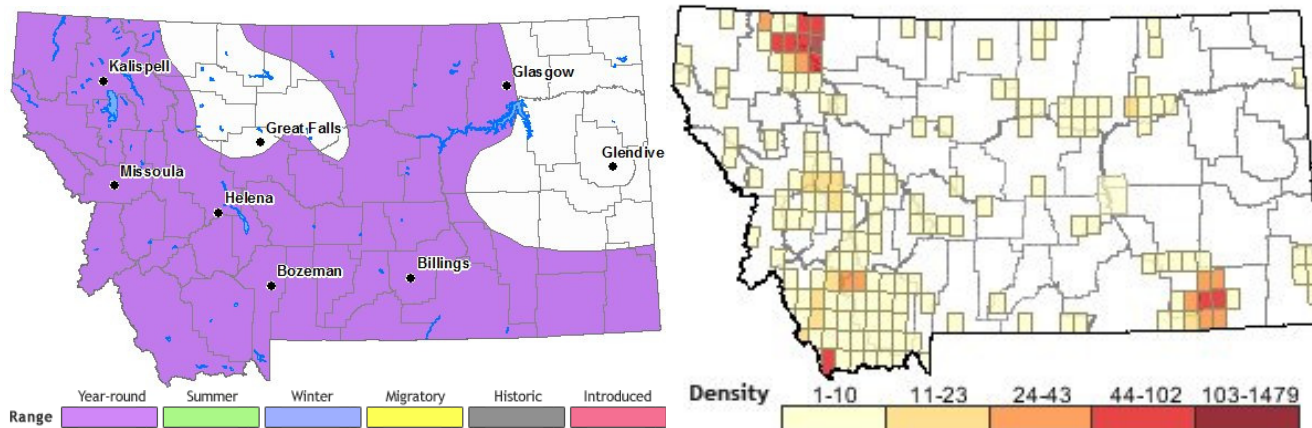 Kalispell
Glasgow
Great Falls
Glendive
Missoula
Helena
Bozeman
Billings
Range Year-round Summer Winter Migratory Historic Introduced
Density 1-10 11-23 24-43 44-102 103-1479